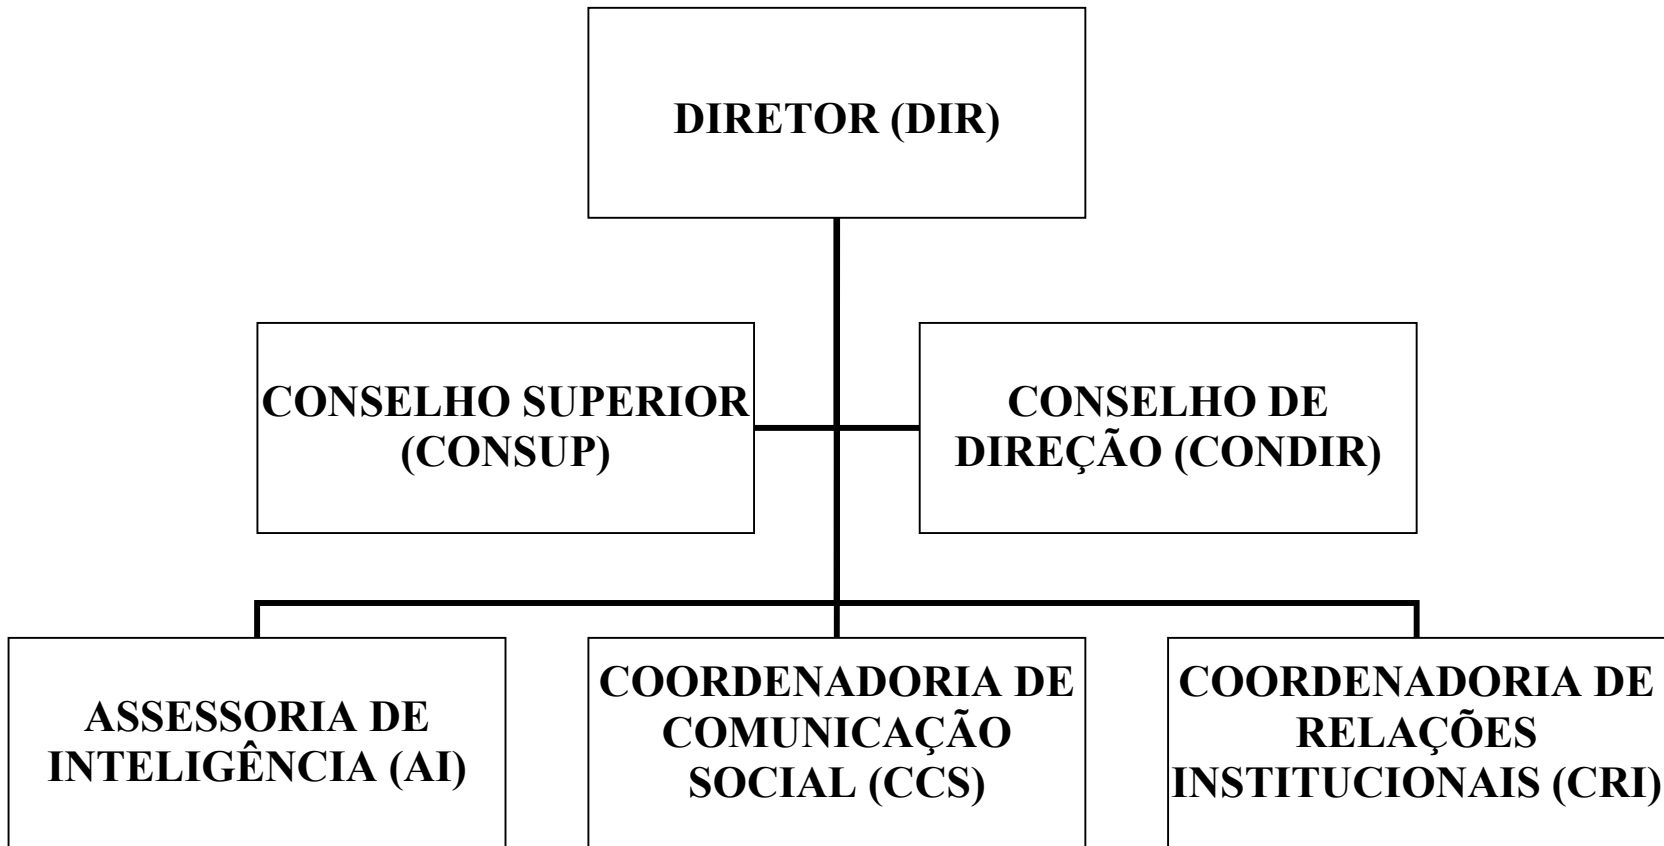 DIRETOR (DIR)
CONSELHO SUPERIOR
(CONSUP)
CONSELHO DE
DIREÇÃO (CONDIR)
ASSESSORIA DE
INTELIGÊNCIA (AI)
COORDENADORIA DE
COMUNICAÇÃO
SOCIAL (CCS)
COORDENADORIA DE
RELAÇÕES
INSTITUCIONAIS (CRI)